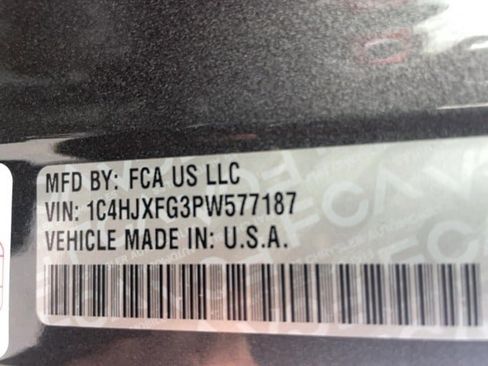 MFD BY: FCA US LLC
VIN: 1C4HJXFG3PW577187
VEHICLE MADE IN: U.S.A.